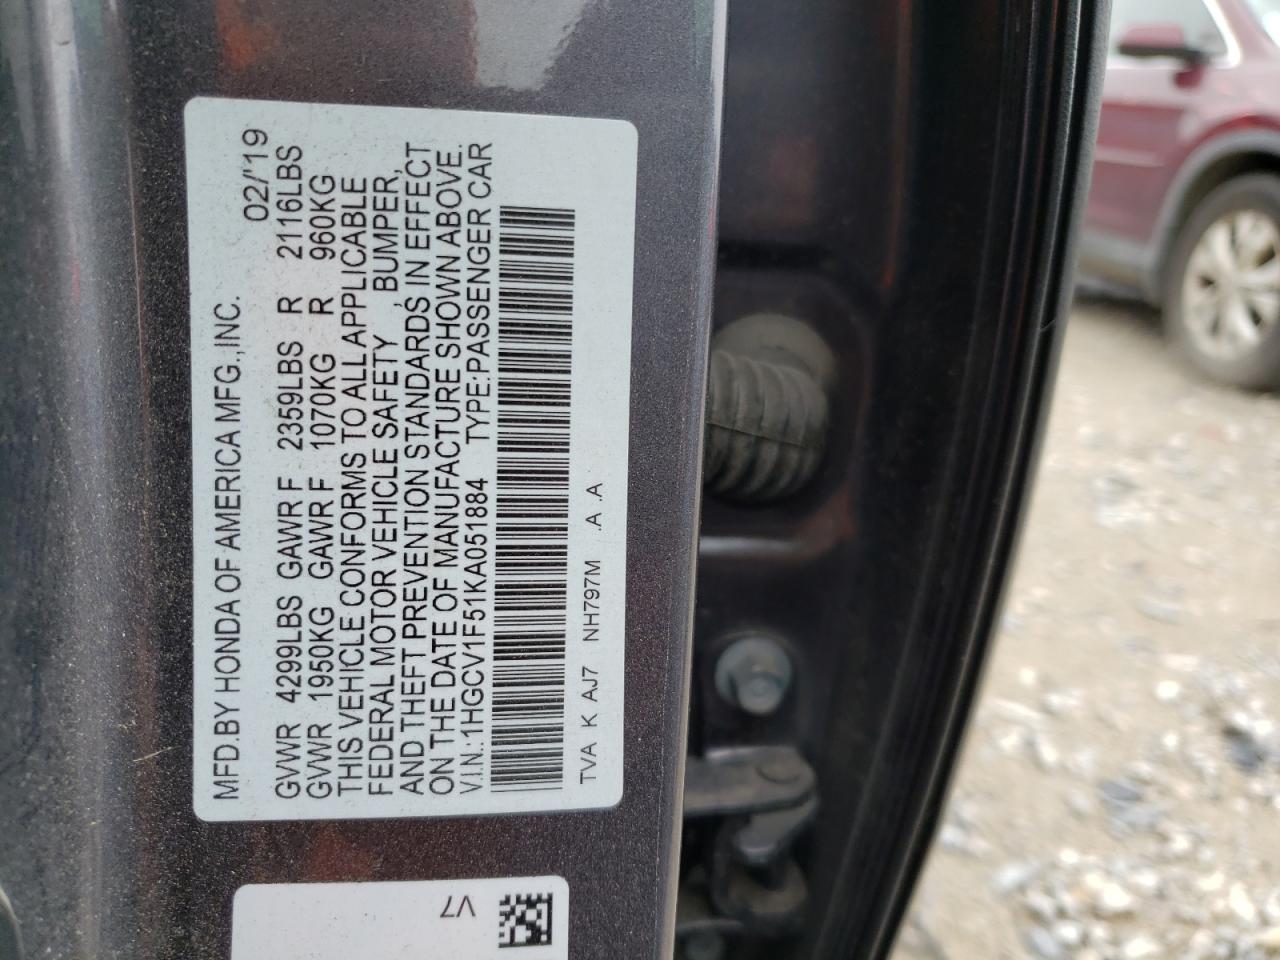 MFD.BY HONDA OF AMERICA MFG.,INC. 02/'19
GVWR 4299LBS GAWR F 2359LBS R 2116LBS
GVWR 1950KG GAWR F 1070KG R 960KG
THIS VEHICLE CONFORMS TO ALL APPLICABLE
FEDERAL MOTOR VEHICLE SAFETY, BUMPER,
AND THEFT PREVENTION STANDARDS IN EFFECT
ON THE DATE OF MANUFACTURE SHOWN ABOVE.
V.I.N.:1HGCV1F51KA051884 TYPE:PASSENGER CAR
TVA K AJ7 NH797M .A .A
V7